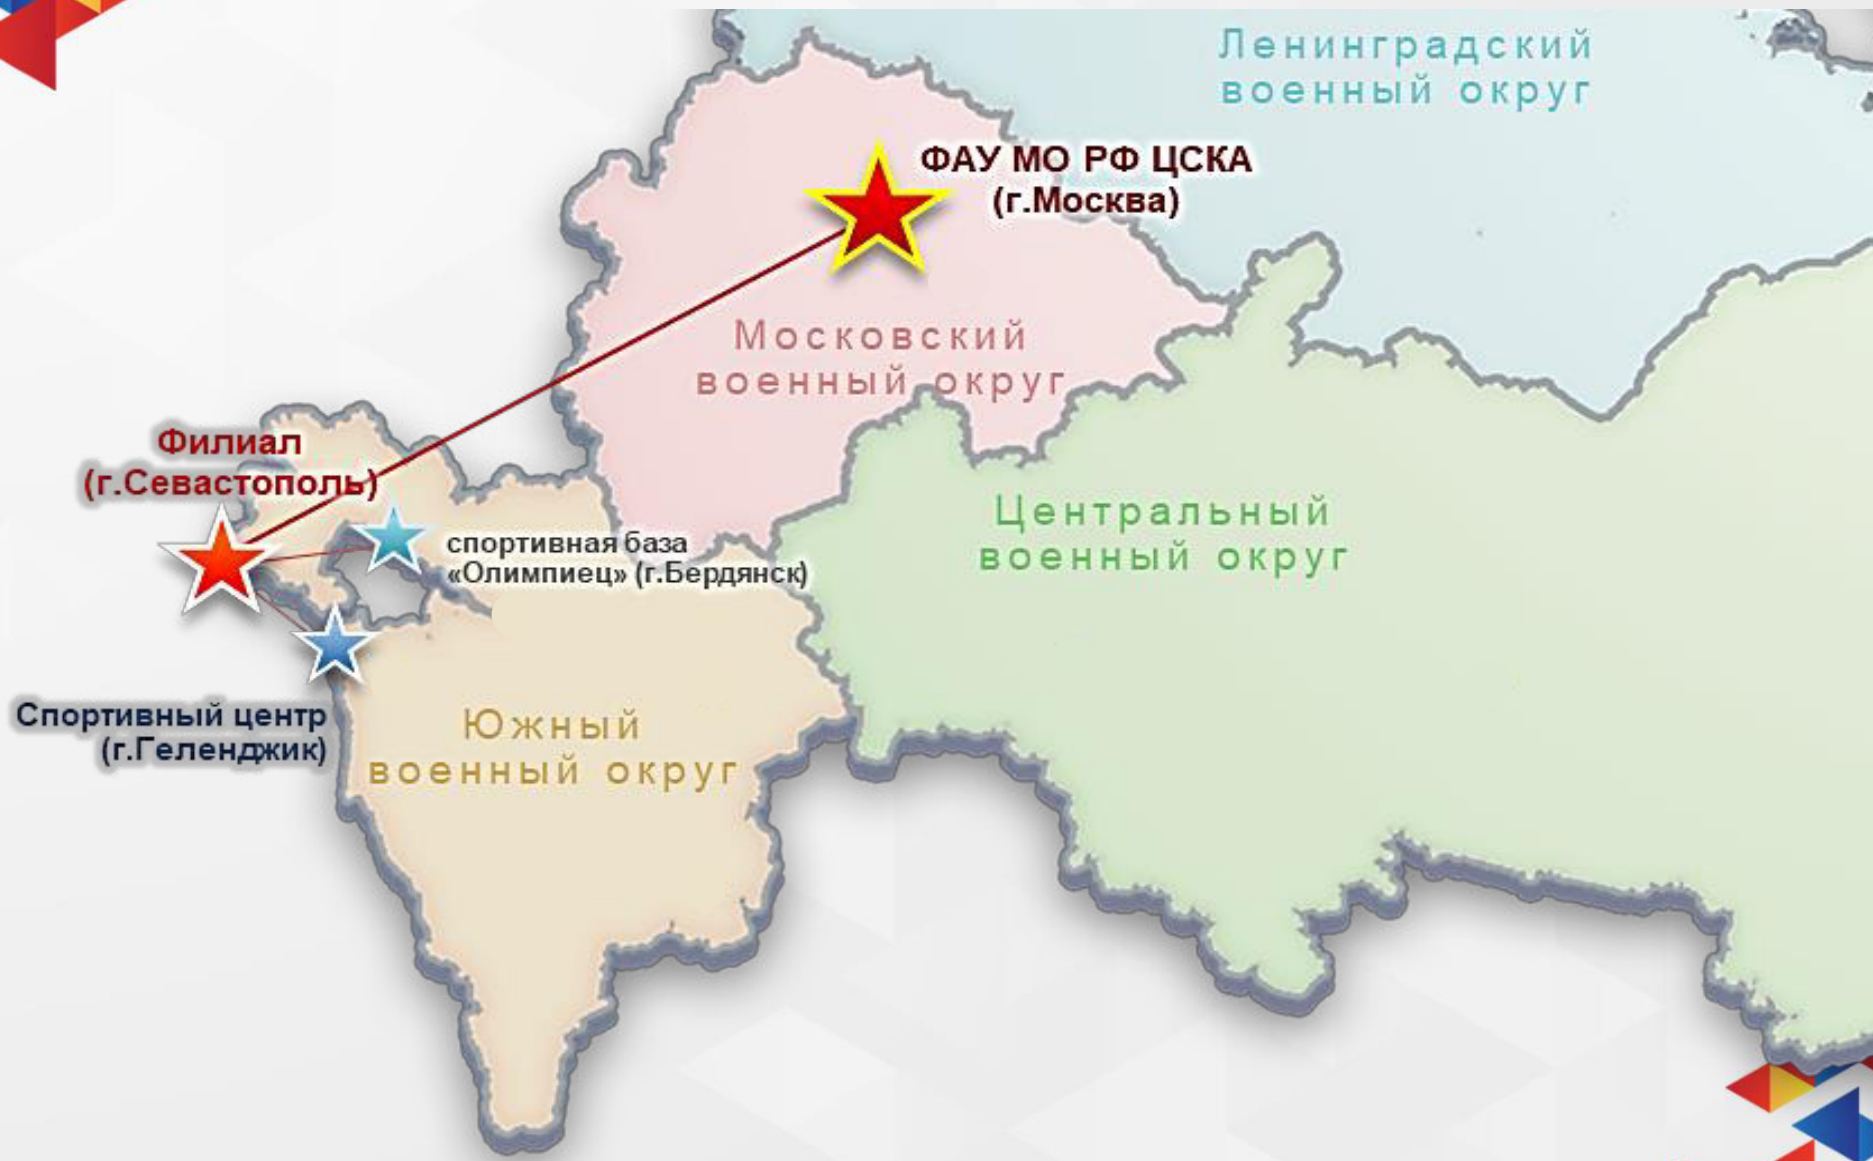 Ленинградский
военный округ
ФАУ МО РФ ЦСКА
(г.Москва)
Московский
военный округ
Филиал
(г.Севастополь)
спортивная база
«Олимпиец» (г.Бердянск)
Центральный
военный округ
Спортивный центр
(г.Геленджик)
Южный
военный округ